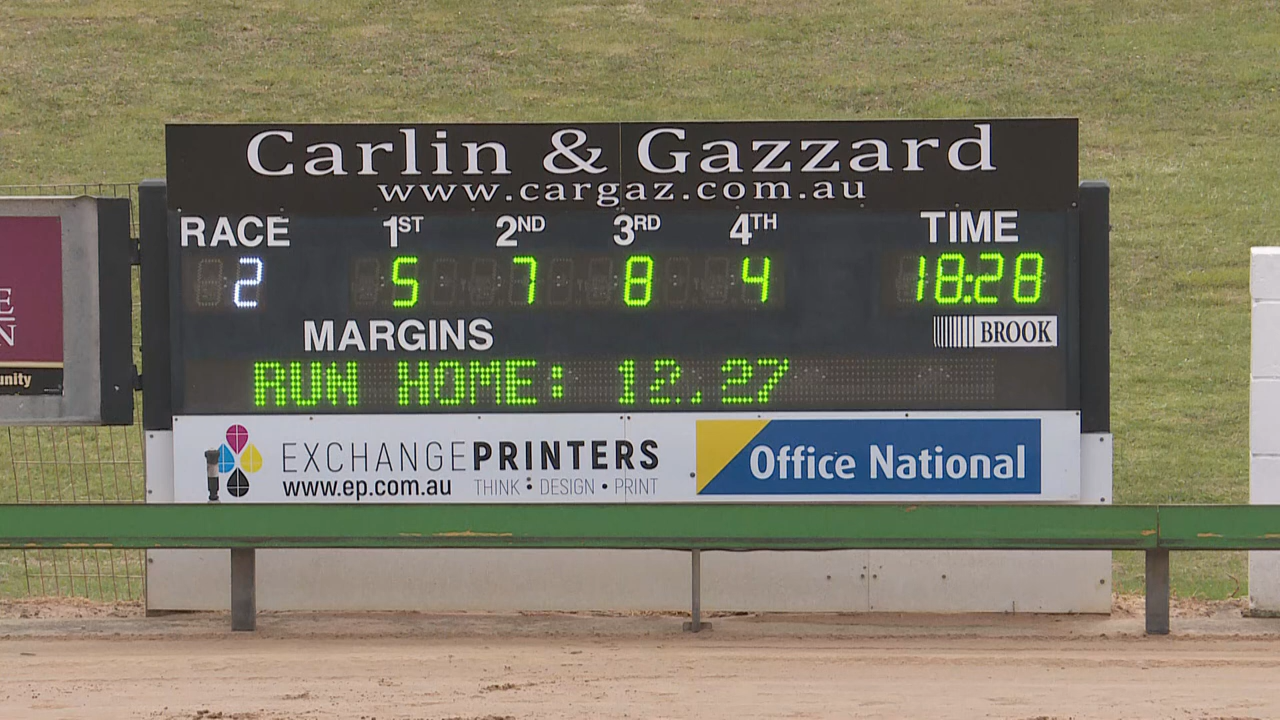 Carlin & Gazzard
www.cargaz.com.au
RACE 1ST 2ND 3RD 4TH TIME
2 5 7 8 4 18:28
MARGINS
BROOK
RUN HOME: 12.27
EXCHANGEPRINTERS
www.ep.com.au THINK • DESIGN • PRINT
Office National
E
N
unity